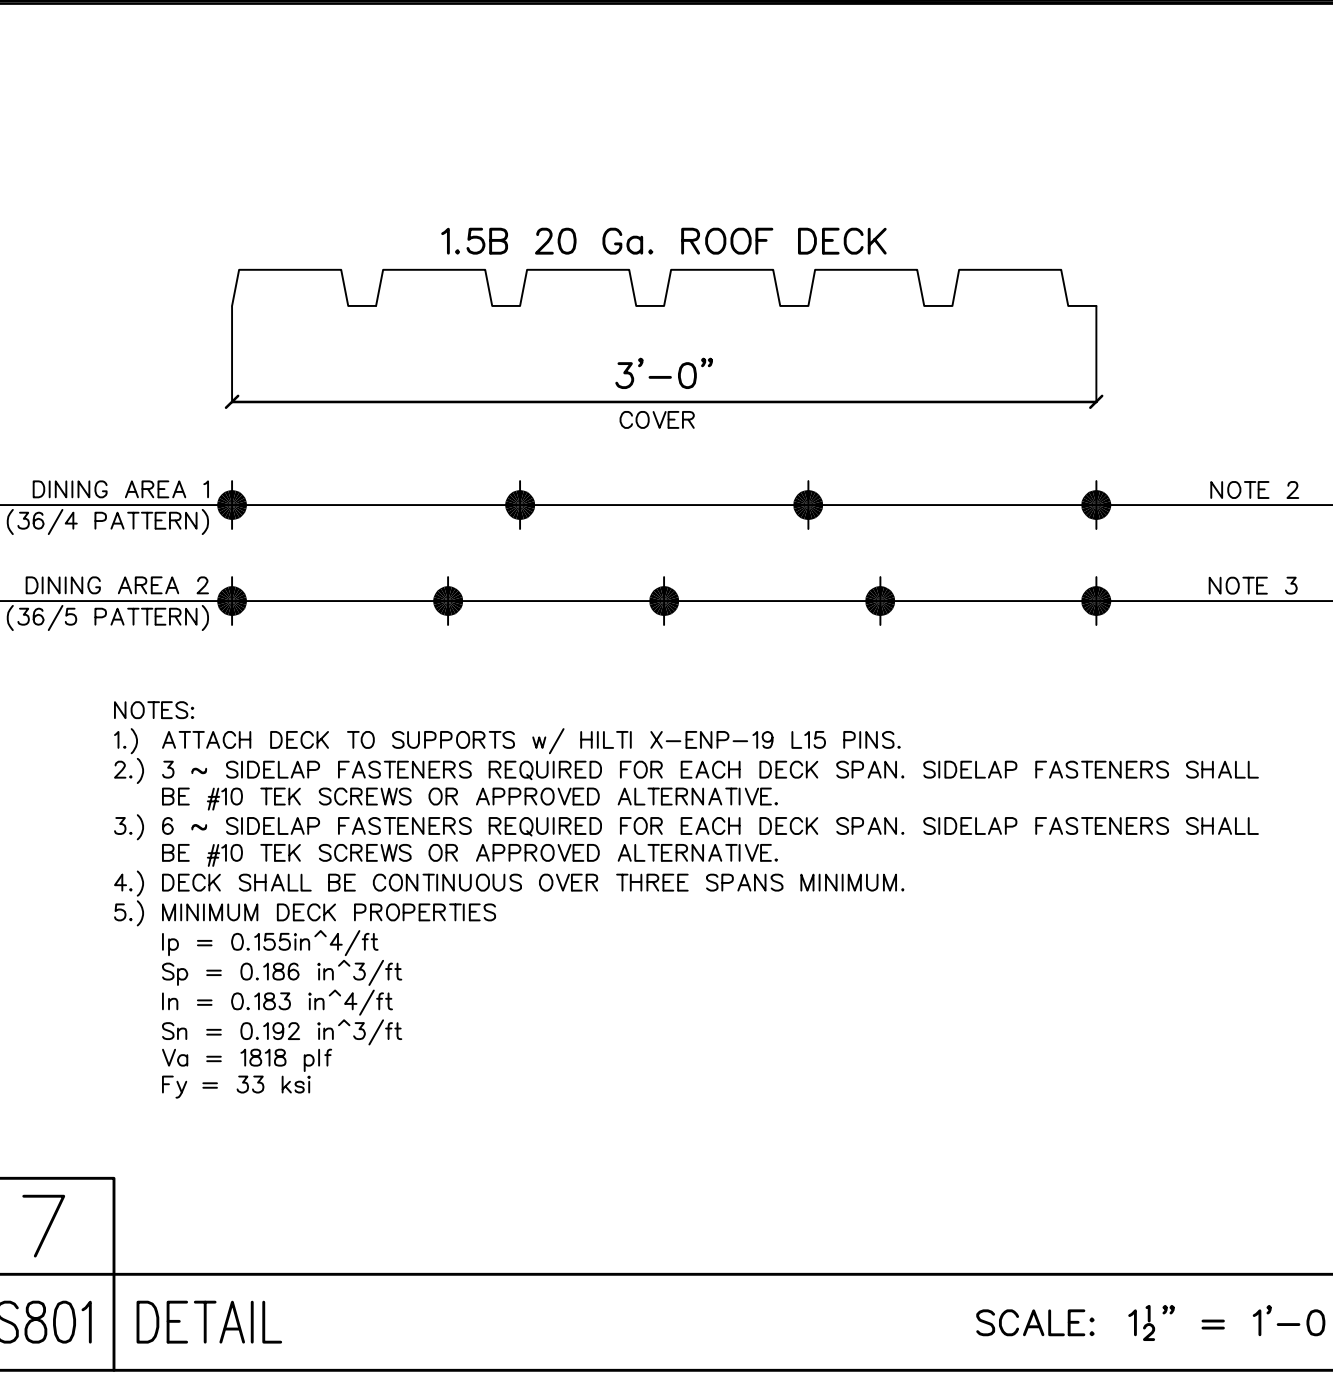 1.5B 20 Ga. ROOF DECK
3'-0"
COVER
DINING AREA 1
(36/4 PATTERN)
NOTE 2
DINING AREA 2
(36/5 PATTERN)
NOTE 3
NOTES:
1.) ATTACH DECK TO SUPPORTS w/ HILTI X-ENP-19 L15 PINS.
2.) 3 ~ SIDELAP FASTENERS REQUIRED FOR EACH DECK SPAN. SIDELAP FASTENERS SHALL
BE #10 TEK SCREWS OR APPROVED ALTERNATIVE.
3.) 6 ~ SIDELAP FASTENERS REQUIRED FOR EACH DECK SPAN. SIDELAP FASTENERS SHALL
BE #10 TEK SCREWS OR APPROVED ALTERNATIVE.
4.) DECK SHALL BE CONTINUOUS OVER THREE SPANS MINIMUM.
5.) MINIMUM DECK PROPERTIES
Ip = 0.155in^4/ft
Sp = 0.186 in^3/ft
In = 0.183 in^4/ft
Sn = 0.192 in^3/ft
Va = 1818 plf
Fy = 33 ksi
7
S801
DETAIL
SCALE: 1½" = 1'-0